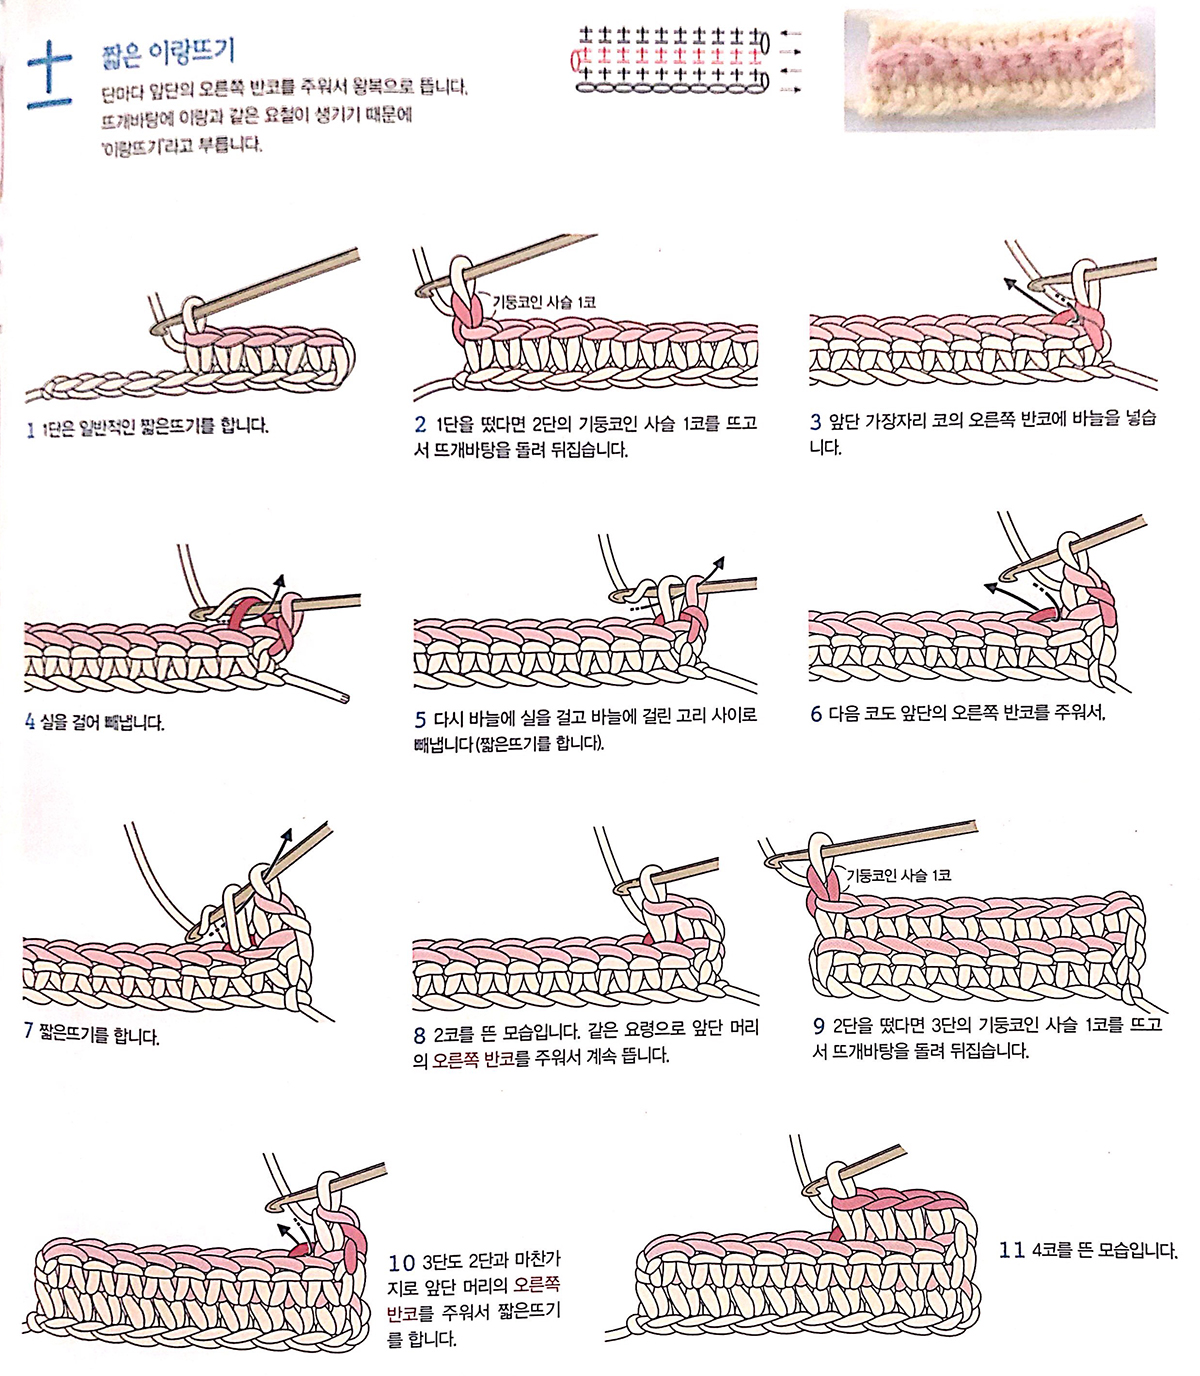 짧은 이랑뜨기
단마다 앞단의 오른쪽 반코를 주워서 왕복으로 뜹니다.
뜨개바탕에 이랑과 같은 요철이 생기기 때문에
'이랑뜨기'라고 부릅니다.
1 1단은 일반적인 짧은뜨기를 합니다.
기둥코인 사슬 1코
2 1단을 떴다면 2단의 기둥코인 사슬 1코를 뜨고
서 뜨개바탕을 돌려 뒤집습니다.
3 앞단 가장자리 코의 오른쪽 반코에 바늘을 넣습
니다.
4 실을 걸어 빼냅니다.
5 다시 바늘에 실을 걸고 바늘에 걸린 고리 사이로
빼냅니다(짧은뜨기를 합니다).
6 다음 코도 앞단의 오른쪽 반코를 주워서,
7 짧은뜨기를 합니다.
8 2코를 뜬 모습입니다. 같은 요령으로 앞단 머리
의 오른쪽 반코를 주워서 계속 뜹니다.
기둥코인 사슬 1코
9 2단을 떴다면 3단의 기둥코인 사슬 1코를 뜨고
서 뜨개바탕을 돌려 뒤집습니다.
10 3단도 2단과 마찬가
지로 앞단 머리의 오른쪽
반코를 주워서 짧은뜨기
를 합니다.
11 4코를 뜬 모습입니다.